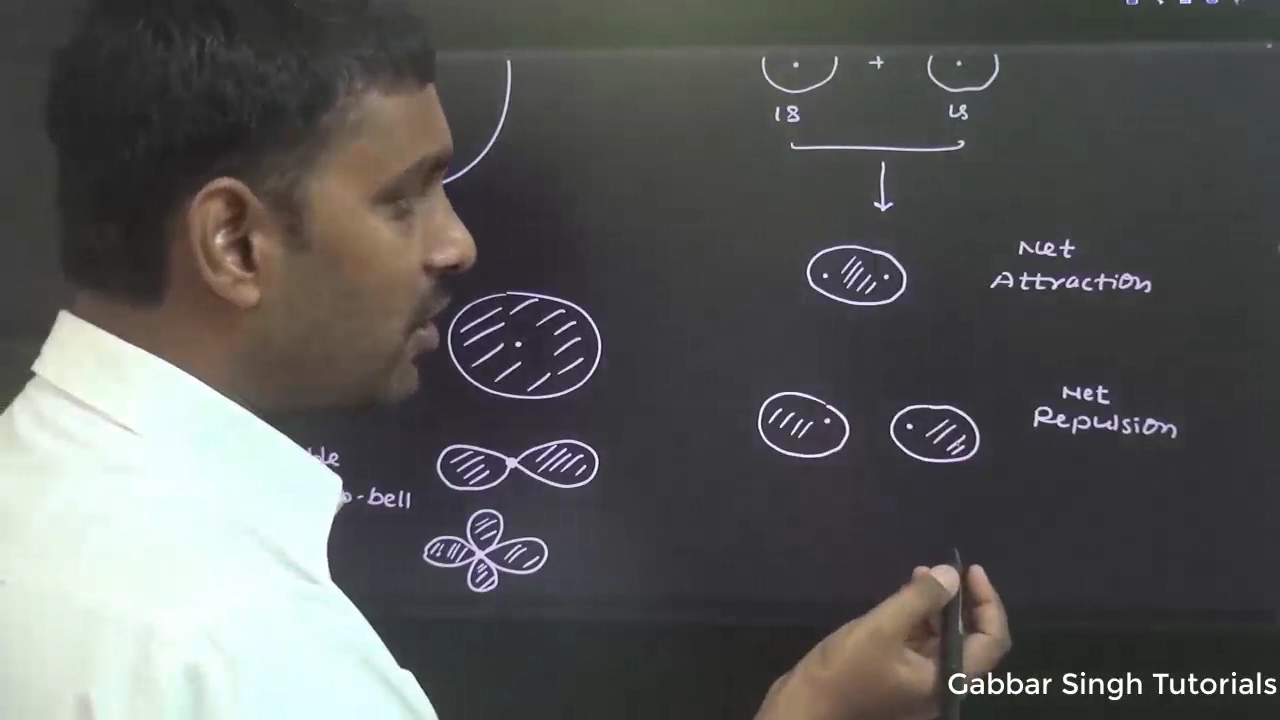 +
1s 1s
Net
Attraction
Net
Repulsion
-bell
Gabbar Singh Tutorials